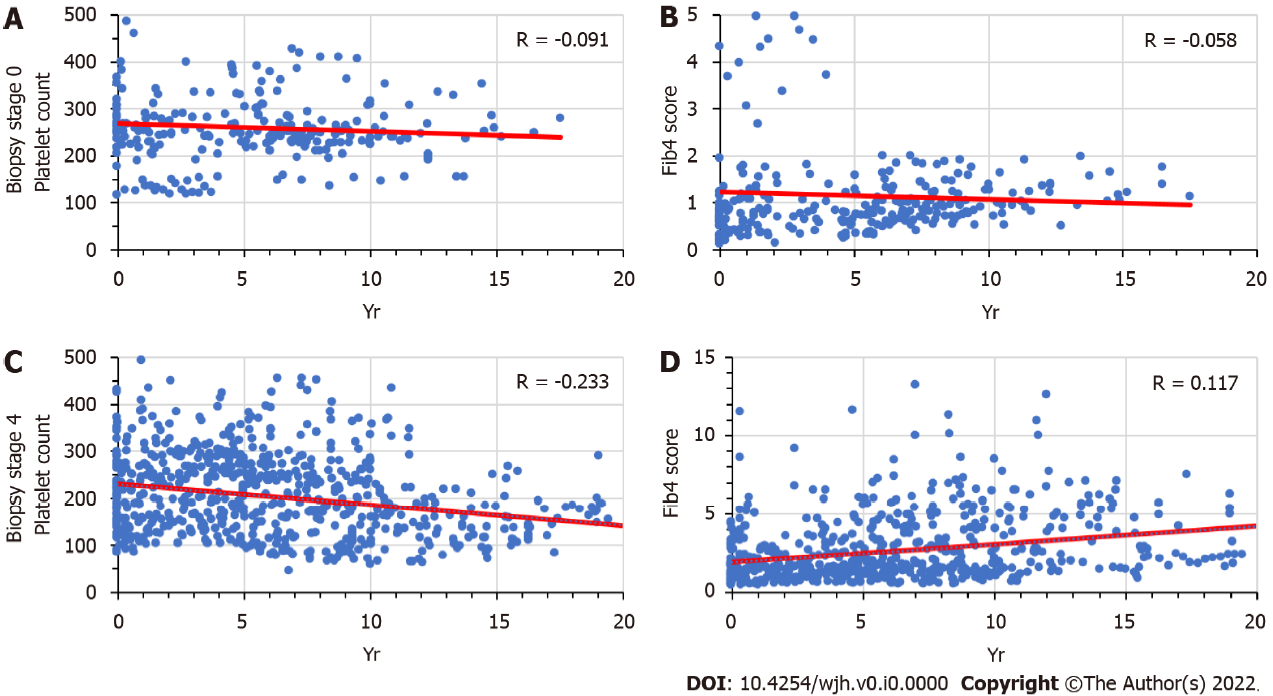 A
B
500
400
300
200
100
0
R = -0.091
Biopsy stage 0
Platelet count
0 5 10 15 20
Yr
5
4
3
2
1
0
R = -0.058
Fib4 score
0 5 10 15 20
Yr
C
D
500
400
300
200
100
0
R = -0.233
Biopsy stage 4
Platelet count
0 5 10 15 20
Yr
15
10
5
0
R = 0.117
Fib4 score
0 5 10 15 20
Yr
DOI: 10.4254/wjh.v0.i0.0000 Copyright ©The Author(s) 2022.